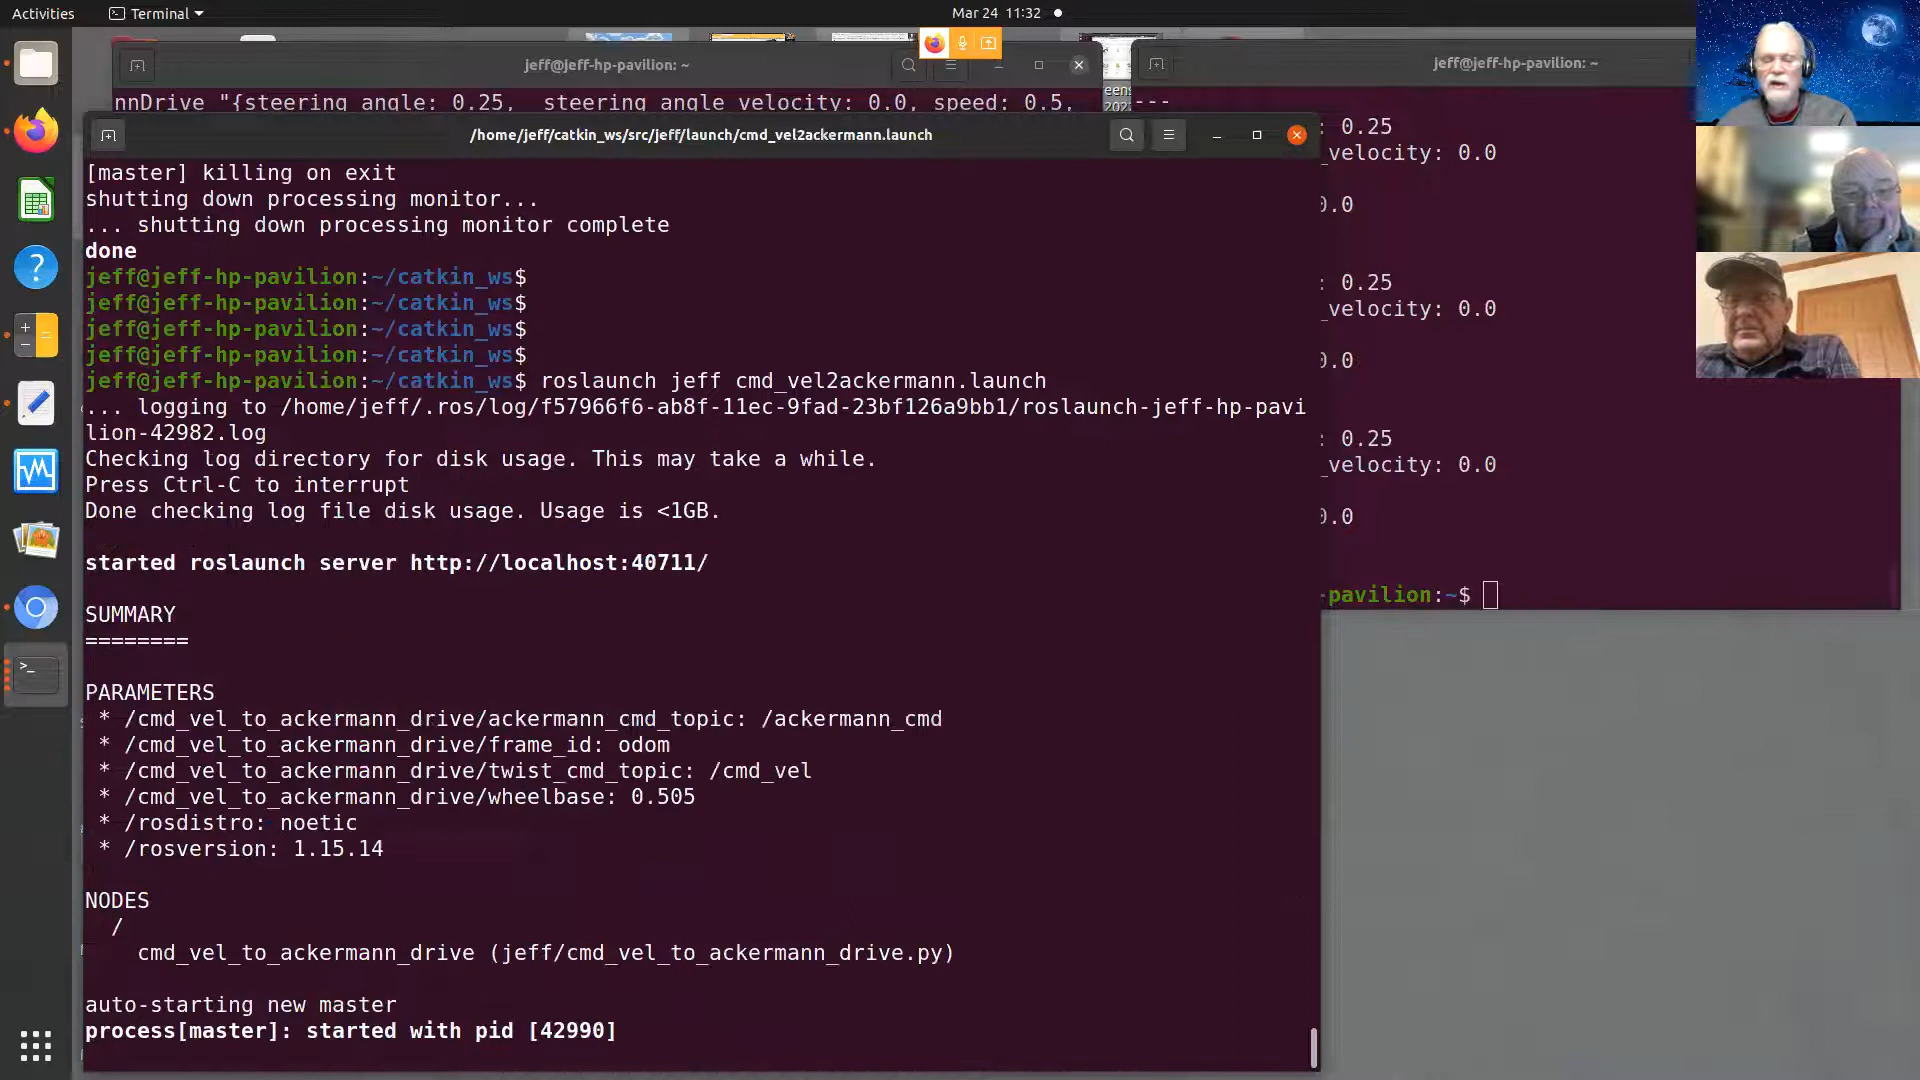 Activities
Terminal
Mar 24 11:32
jeff@jeff-hp-pavilion: ~
jeff@jeff-hp-pavilion: ~
nnDrive "{steering_angle: 0.25, steering_angle_velocity: 0.0, speed: 0.5,
/home/jeff/catkin_ws/src/jeff/launch/cmd_vel2ackermann.launch
[master] killing on exit
shutting down processing monitor...
... shutting down processing monitor complete
done
jeff@jeff-hp-pavilion:~/catkin_ws$
jeff@jeff-hp-pavilion:~/catkin_ws$
jeff@jeff-hp-pavilion:~/catkin_ws$
jeff@jeff-hp-pavilion:~/catkin_ws$
jeff@jeff-hp-pavilion:~/catkin_ws$ roslaunch jeff cmd_vel2ackermann.launch
... logging to /home/jeff/.ros/log/f57966f6-ab8f-11ec-9fad-23bf126a9bb1/roslaunch-jeff-hp-pavi
lion-42982.log
Checking log directory for disk usage. This may take a while.
Press Ctrl-C to interrupt
Done checking log file disk usage. Usage is <1GB.
started roslaunch server http://localhost:40711/
SUMMARY
========
PARAMETERS
* /cmd_vel_to_ackermann_drive/ackermann_cmd_topic: /ackermann_cmd
* /cmd_vel_to_ackermann_drive/frame_id: odom
* /cmd_vel_to_ackermann_drive/twist_cmd_topic: /cmd_vel
* /cmd_vel_to_ackermann_drive/wheelbase: 0.505
* /rosdistro: noetic
* /rosversion: 1.15.14
NODES
/
cmd_vel_to_ackermann_drive (jeff/cmd_vel_to_ackermann_drive.py)
auto-starting new master
process[master]: started with pid [42990]
---
: 0.25
_velocity: 0.0
0.0
: 0.25
_velocity: 0.0
0.0
: 0.25
_velocity: 0.0
0.0
-pavilion:~$